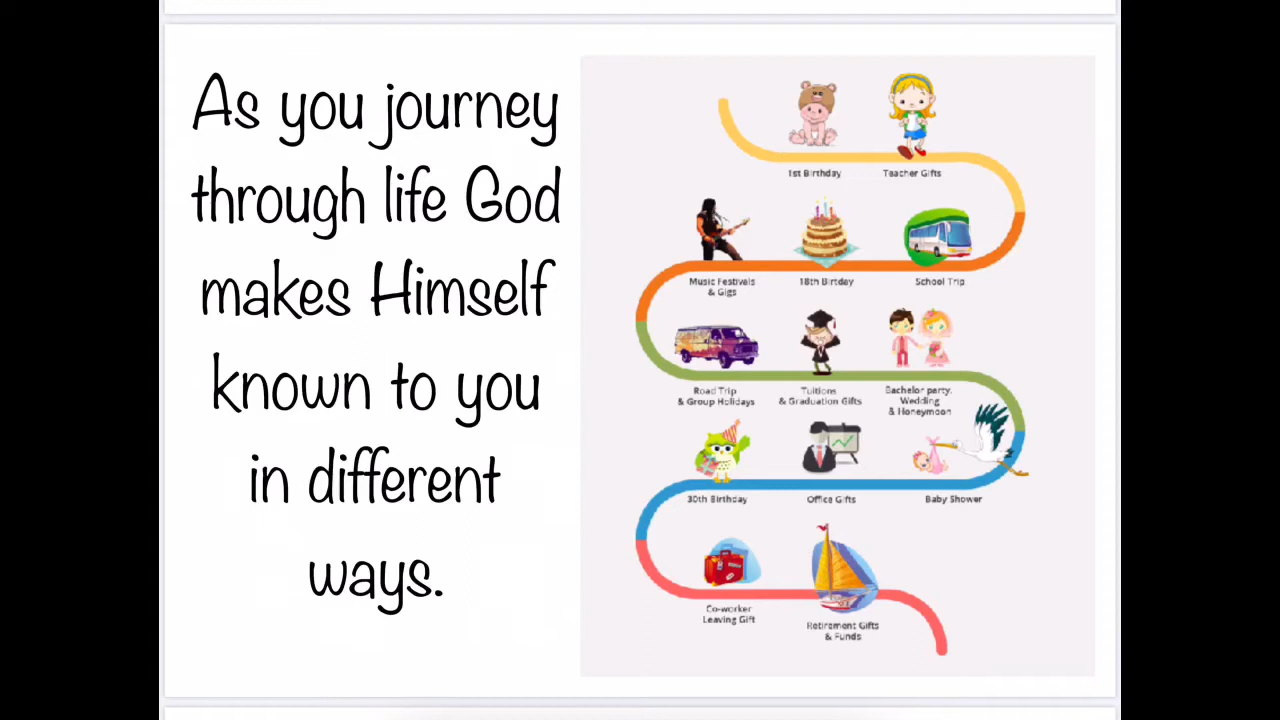 As you journey
through life God
makes Himself
known to you
in different
ways.
1st Birthday
Teacher Gifts
Music Festivals
& Gigs
18th Birtday
School Trip
Road Trip
& Group Holidays
Tuitions
& Graduation Gifts
Bachelor party,
Wedding
& Honeymoon
30th Birthday
Office Gifts
Baby Shower
Co-worker
Leaving Gift
Retirement Gifts
& Funds